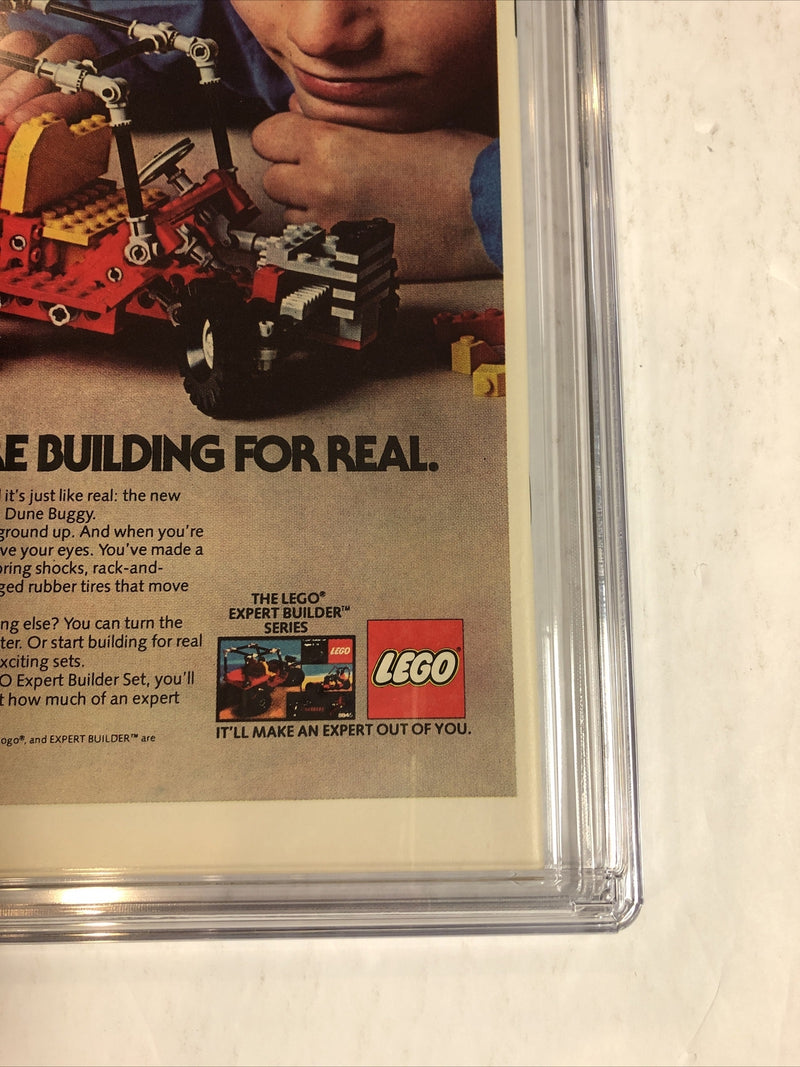 E BUILDING FOR REAL.
it's just like real: the new
Dune Buggy.
ground up. And when you're
ve your eyes. You've made a
pring shocks, rack-and-
ged rubber tires that move
ng else? You can turn the
ter. Or start building for real
xciting sets.
O Expert Builder Set, you'll
t how much of an expert
ogo®, and EXPERT BUILDER™ are
THE LEGO®
EXPERT BUILDER™
SERIES
LEGO
8845
LEGO®
IT'LL MAKE AN EXPERT OUT OF YOU.